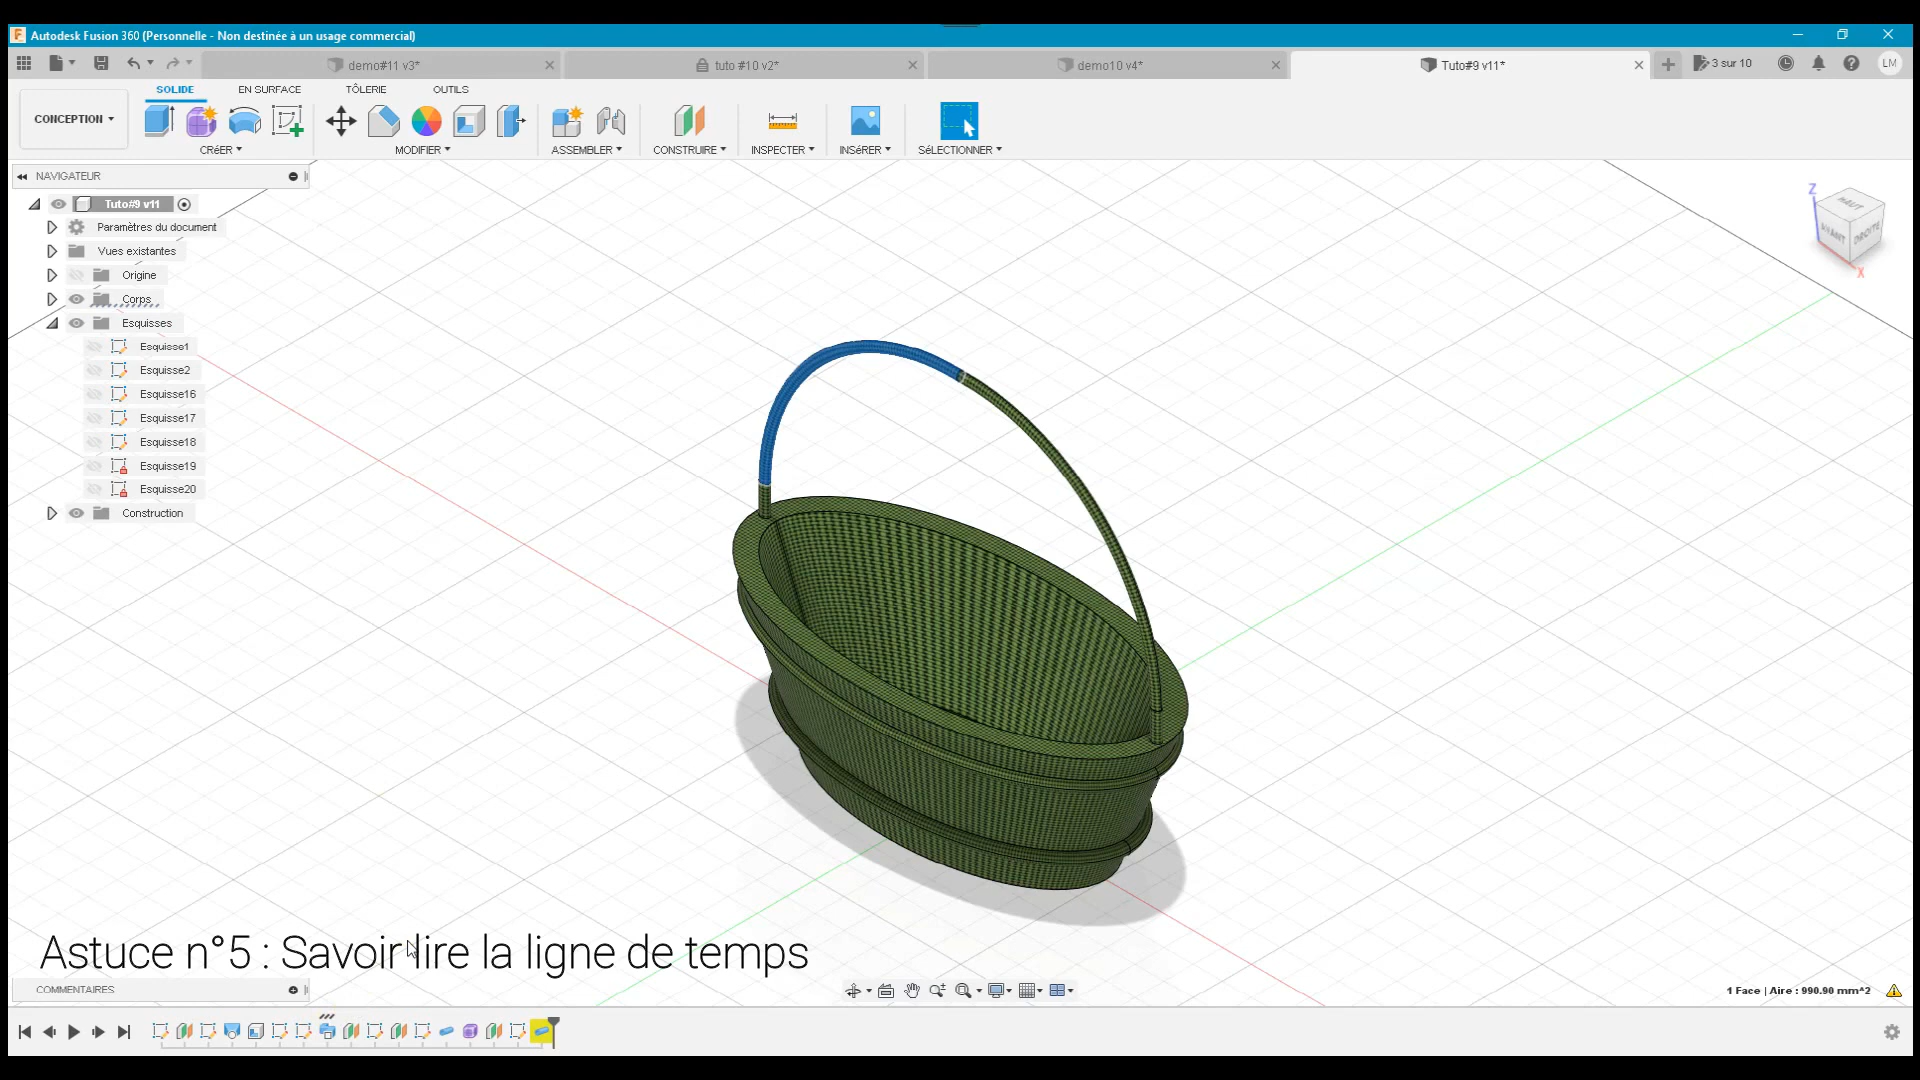 Autodesk Fusion 360 (Personnelle - Non destinée à un usage commercial)
demo#11 v3*
tuto #10 v2*
demo10 v4*
Tuto#9 v11*
3 sur 10
LM
CONCEPTION
SOLIDE
EN SURFACE
TÔLERIE
OUTILS
CRÉER
MODIFIER
ASSEMBLER
CONSTRUIRE
INSPECTER
INSÉRER
SÉLECTIONNER
NAVIGATEUR
Tuto#9 v11
Paramètres du document
Vues existantes
Origine
Corps
Esquisses
Esquisse1
Esquisse2
Esquisse16
Esquisse17
Esquisse18
Esquisse19
Esquisse20
Construction
Z
HAUT
AVANT
DROITE
X
Astuce n°5 : Savoir lire la ligne de temps
COMMENTAIRES
1 Face | Aire : 990.90 mm^2